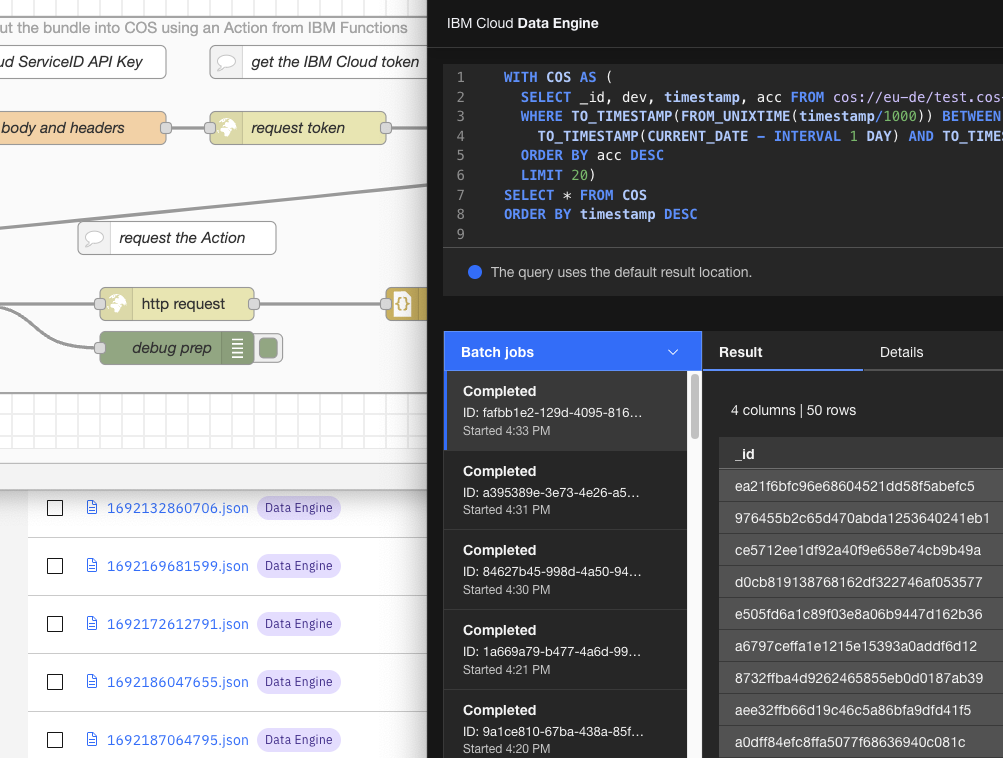 ut the bundle into COS using an Action from IBM Functions
ud ServiceID API Key
get the IBM Cloud token
body and headers
request token
request the Action
http request
{}
debug prep
1692132860706.json Data Engine
1692169681599.json Data Engine
1692172612791.json Data Engine
1692186047655.json Data Engine
1692187064795.json Data Engine
IBM Cloud Data Engine
1 WITH COS AS (
2 SELECT _id, dev, timestamp, acc FROM cos://eu-de/test.cos-
3 WHERE TO_TIMESTAMP(FROM_UNIXTIME(timestamp/1000)) BETWEEN
4 TO_TIMESTAMP(CURRENT_DATE - INTERVAL 1 DAY) AND TO_TIMES
5 ORDER BY acc DESC
6 LIMIT 20)
7 SELECT * FROM COS
8 ORDER BY timestamp DESC
9
The query uses the default result location.
Batch jobs
Completed
ID: fafbb1e2-129d-4095-816...
Started 4:33 PM
Completed
ID: a395389e-3e73-4e26-a5...
Started 4:31 PM
Completed
ID: 84627b45-998d-4a50-94...
Started 4:30 PM
Completed
ID: 1a669a79-b477-4a6d-99...
Started 4:21 PM
Completed
ID: 9a1ce810-67ba-438a-85f...
Started 4:20 PM
Result Details
4 columns | 50 rows
_id
ea21f6bfc96e68604521dd58f5abefc5
976455b2c65d470abda1253640241eb1
ce5712ee1df92a40f9e658e74cb9b49a
d0cb819138768162df322746af053577
e505fd6a1c89f03e8a06b9447d162b36
a6797ceffa1e1215e15393a0addf6d12
8732ffba4d9262465855eb0d0187ab39
aee32ffb66d19c46c5a86bfa9dfd41f5
a0dff84efc8ffa5077f68636940c081c